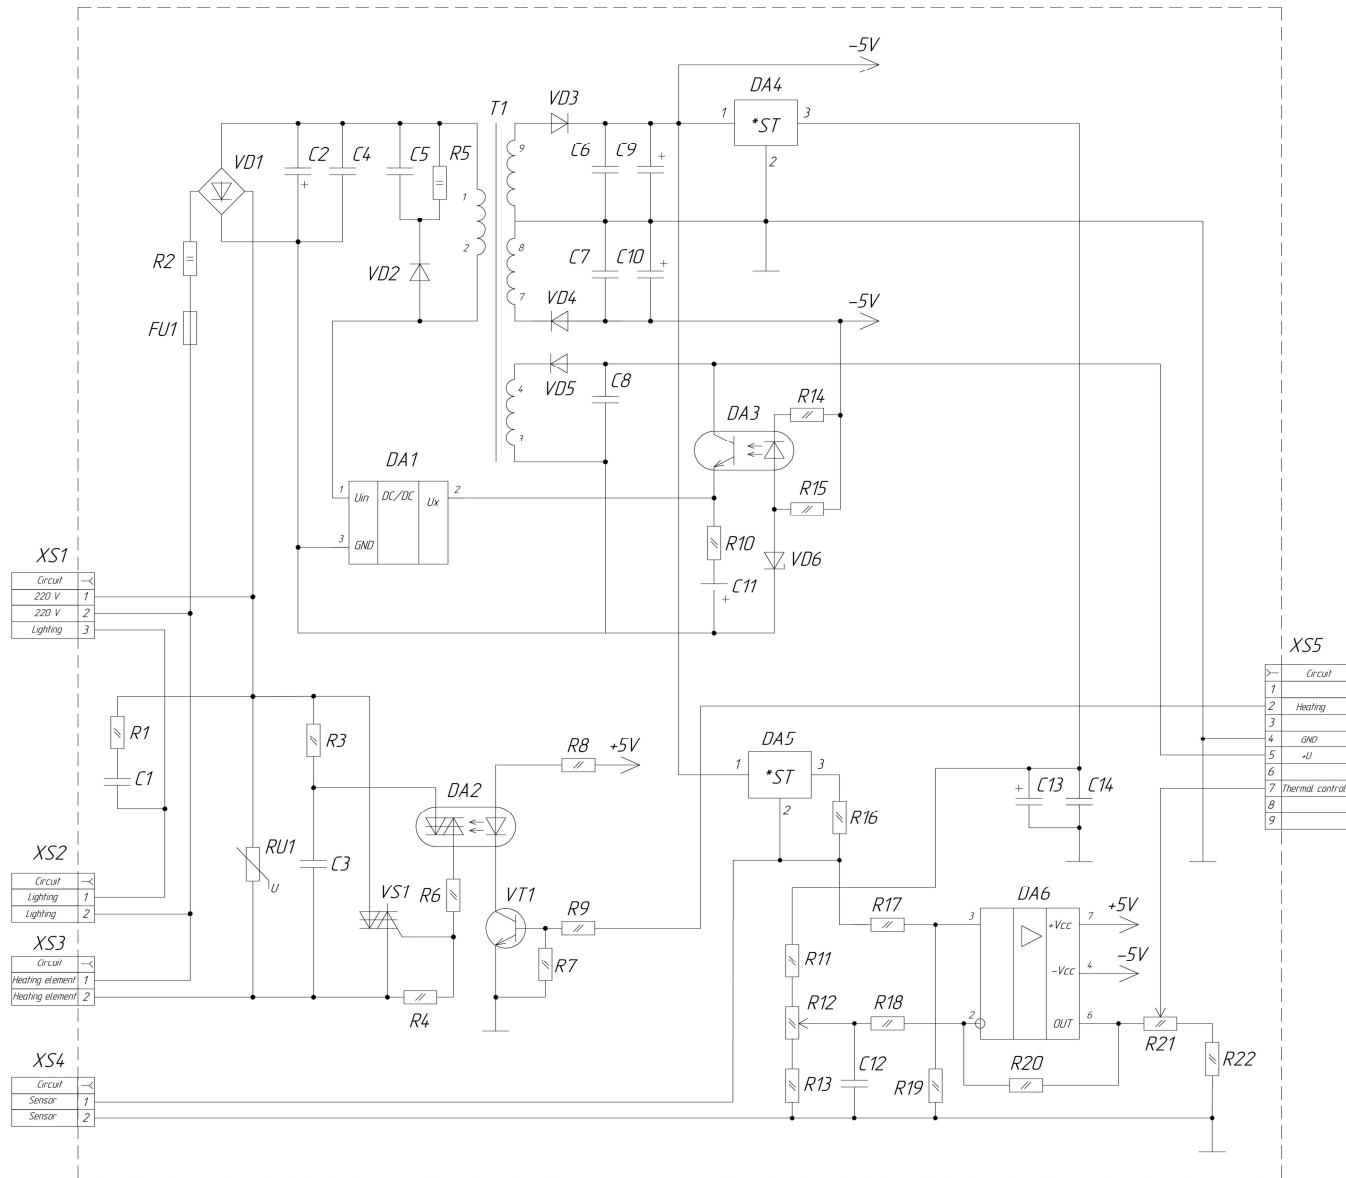 -5V
DA4
1
*ST
3
2
T1
VD3
9
C6
C9
+
VD1
C2
+
C4
C5
R5
1
2
R2
FU1
VD2
8
7
C7
C10
+
VD4
-5V
VD5
C8
4
3
DA3
R14
R15
DA1
1
Uin
DC/DC
Ux
2
3
GND
R10
C11
+
VD6
XS1
Circuit
220 V 1
220 V 2
Lighting 3
XS5
Circuit
1
2 Heating
3
4 GND
5 +U
6
7 Thermal control
8
9
R1
C1
R3
R8
+5V
DA2
DA5
1
*ST
3
2
R16
+
C13
C14
RU1
U
C3
VS1
R6
VT1
R9
R7
R4
XS2
Circuit
Lighting 1
Lighting 2
XS3
Circuit
Heating element 1
Heating element 2
R17
DA6
3
+Vcc
7
+5V
-Vcc
4
-5V
2
OUT
6
R11
R12
R18
R13
C12
R19
R20
R21
R22
XS4
Circuit
Sensor 1
Sensor 2